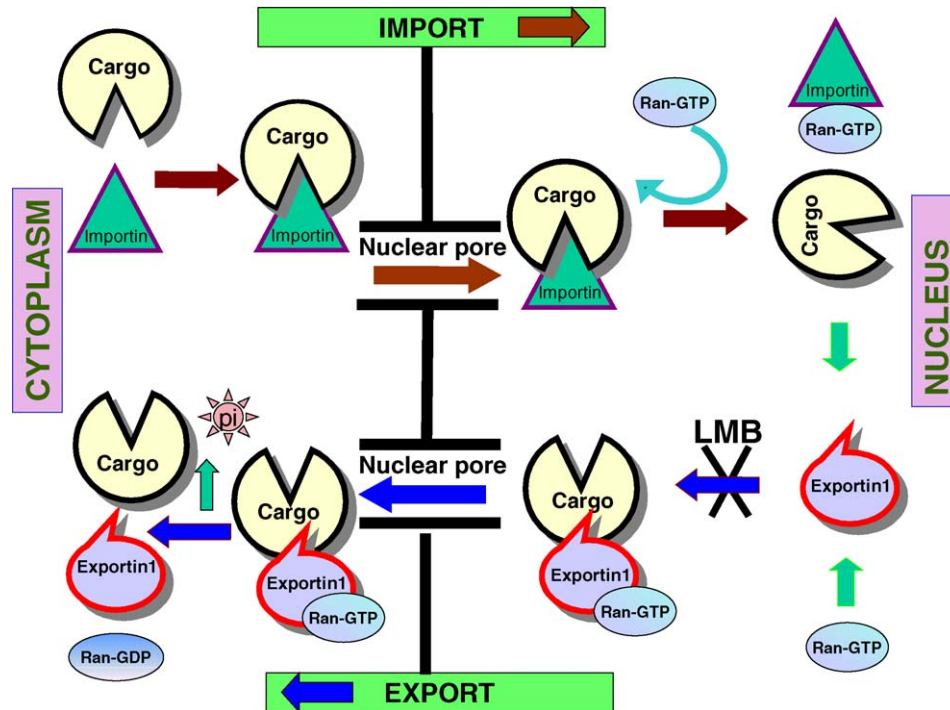 IMPORT
Cargo
Importin
Cargo
Importin
Nuclear pore
Cargo
Importin
Ran-GTP
Importin
Ran-GTP
Cargo
CYTOPLASM
NUCLEUS
Cargo
pi
Exportin1
Ran-GDP
Cargo
Exportin1
Ran-GTP
Nuclear pore
Cargo
Exportin1
Ran-GTP
LMB
Exportin1
Ran-GTP
EXPORT